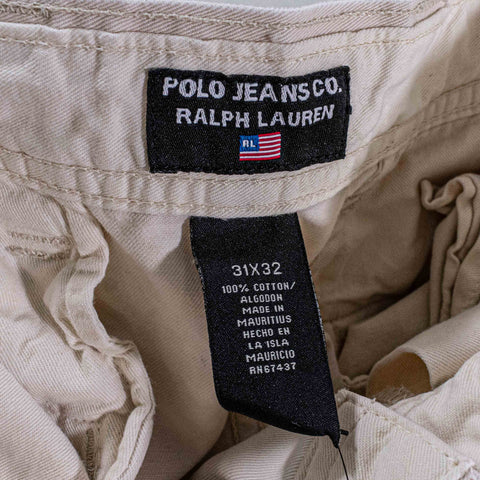 POLO JEANS CO.
RALPH LAUREN
RL
31X32
100% COTTON/
ALGODON
MADE IN
MAURITIUS
HECHO EN
LA ISLA
MAURICIO
RN67437